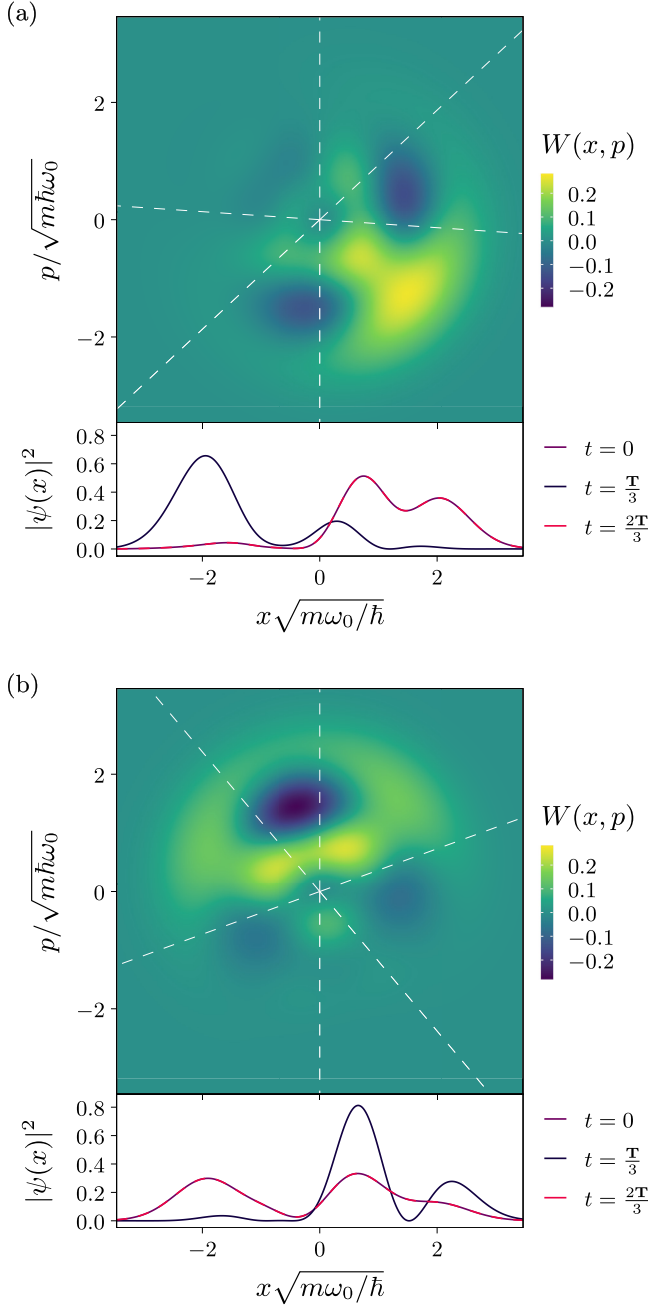 (a)
W(x, p)
0.2
0.1
0.0
−0.1
−0.2
p/√mℏω₀
2
0
−2
|ψ(x)|²
0.8
0.6
0.4
0.2
0.0
t = 0
t = T/3
t = 2T/3
−2 0 2
x√mω₀/ℏ
(b)
W(x, p)
0.2
0.1
0.0
−0.1
−0.2
p/√mℏω₀
2
0
−2
|ψ(x)|²
0.8
0.6
0.4
0.2
0.0
t = 0
t = T/3
t = 2T/3
−2 0 2
x√mω₀/ℏ